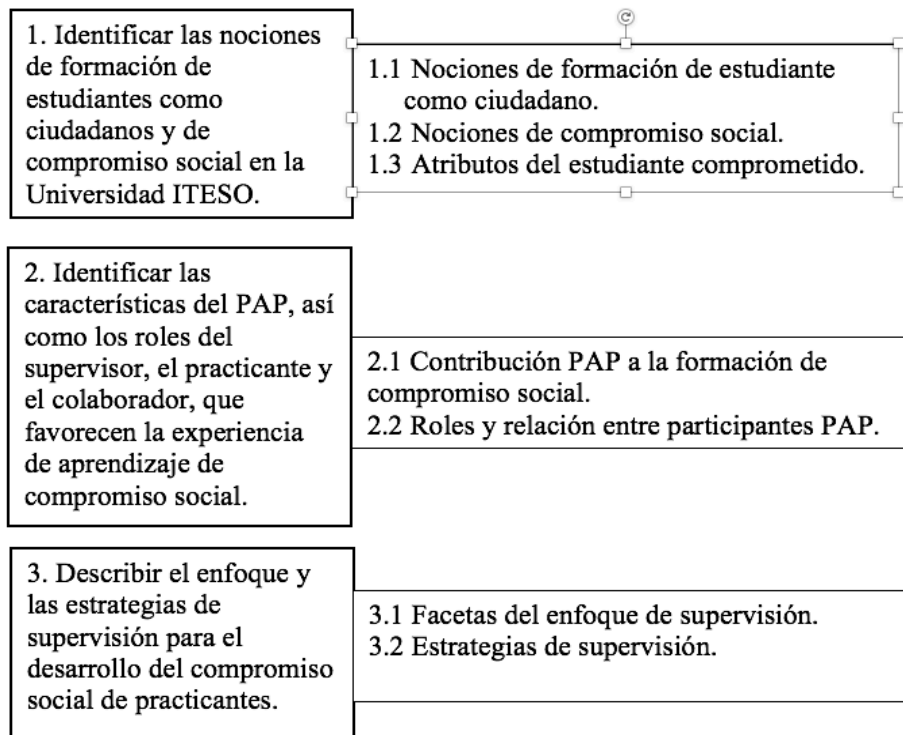 1. Identificar las nociones
de formación de
estudiantes como
ciudadanos y de
compromiso social en la
Universidad ITESO.
1.1 Nociones de formación de estudiante
como ciudadano.
1.2 Nociones de compromiso social.
1.3 Atributos del estudiante comprometido.
2. Identificar las
características del PAP, así
como los roles del
supervisor, el practicante y
el colaborador, que
favorecen la experiencia
de aprendizaje de
compromiso social.
2.1 Contribución PAP a la formación de
compromiso social.
2.2 Roles y relación entre participantes PAP.
3. Describir el enfoque y
las estrategias de
supervisión para el
desarrollo del compromiso
social de practicantes.
3.1 Facetas del enfoque de supervisión.
3.2 Estrategias de supervisión.